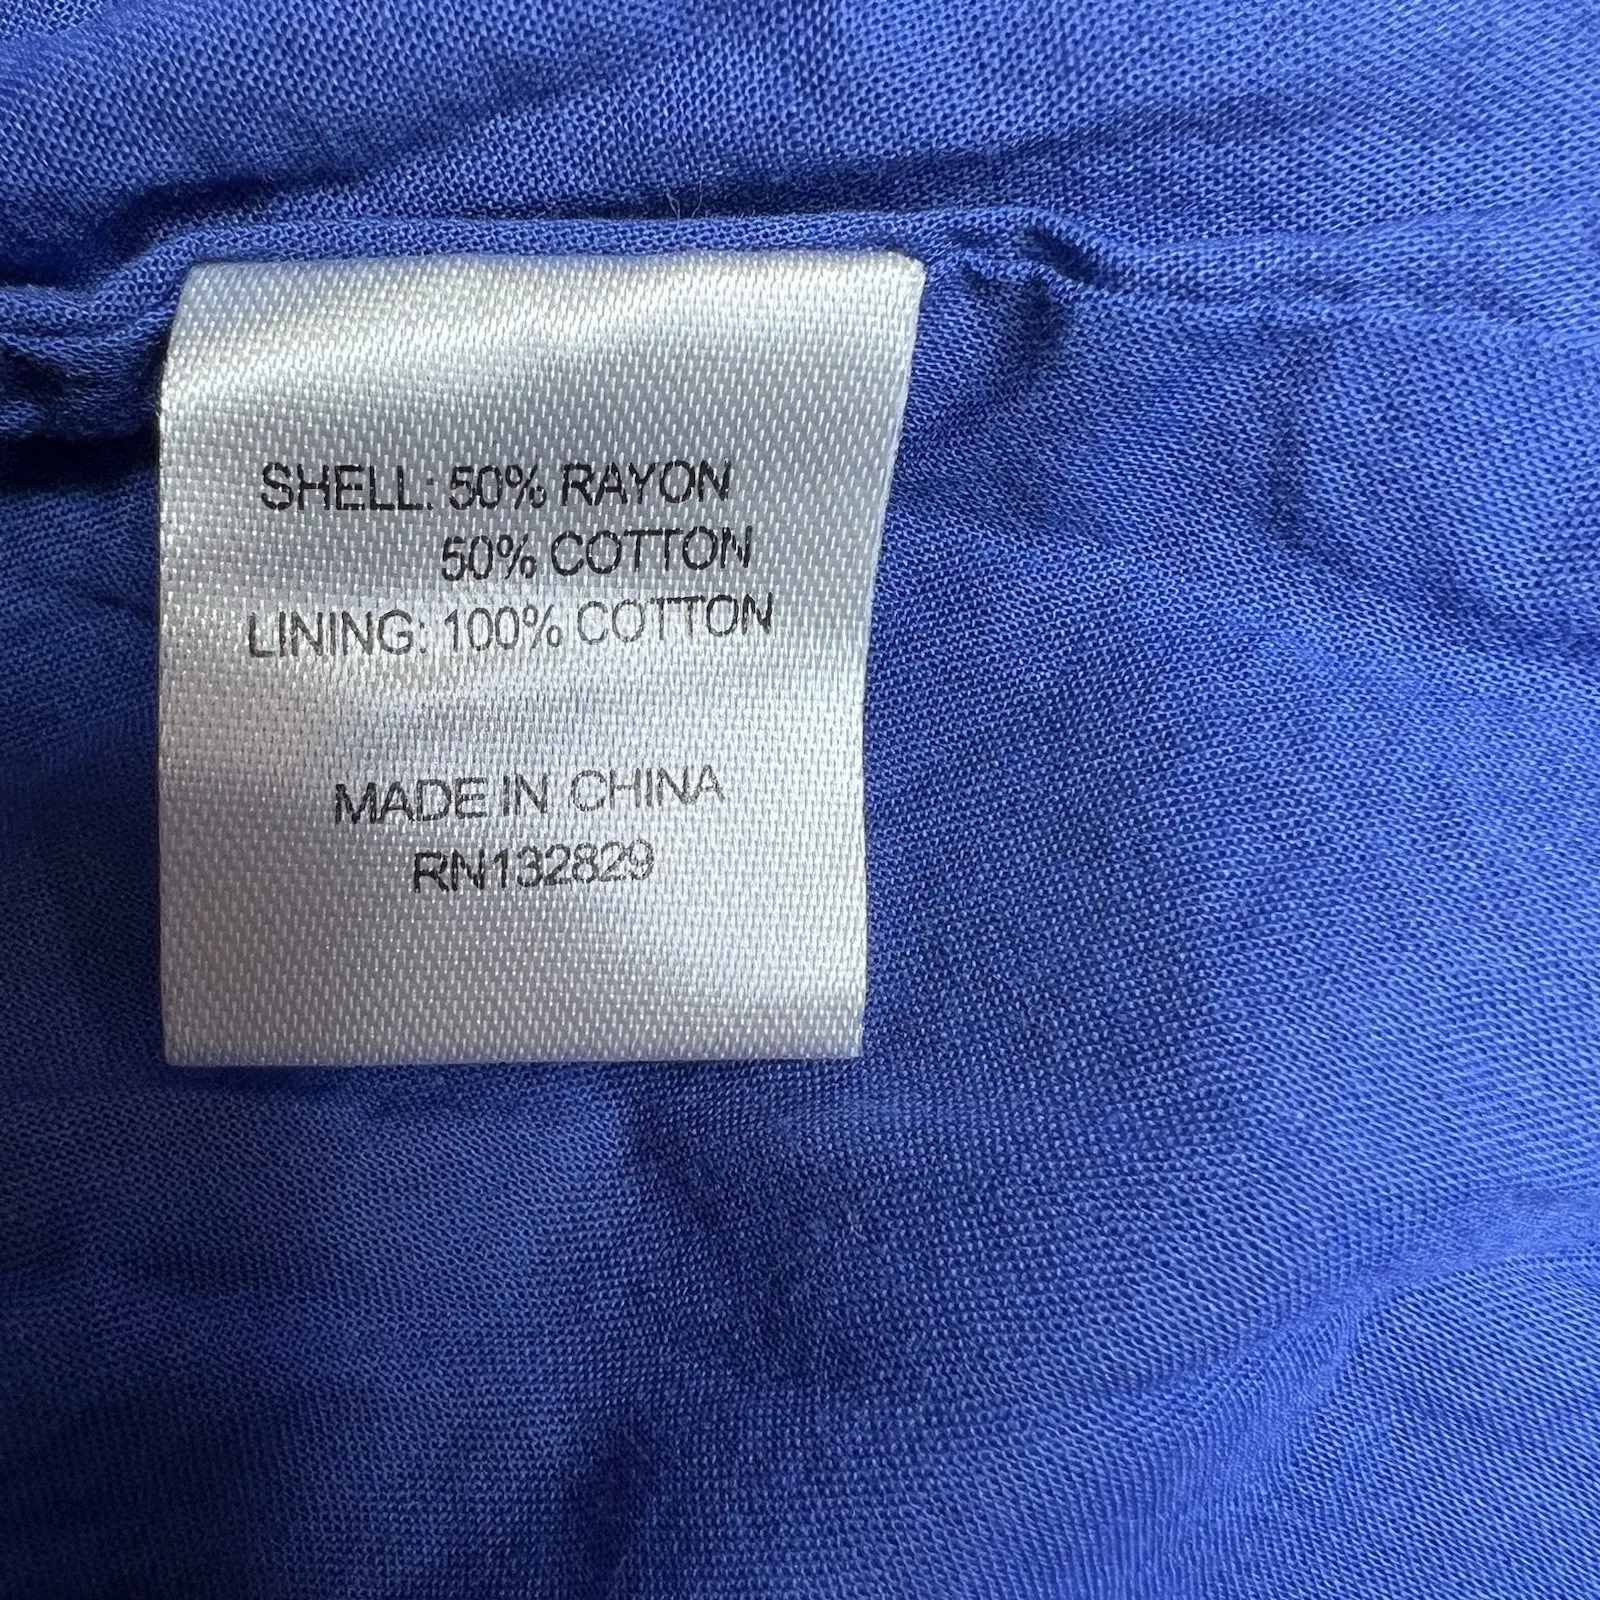 SHELL: 50% RAYON
50% COTTON
LINING: 100% COTTON
MADE IN CHINA
RN132829